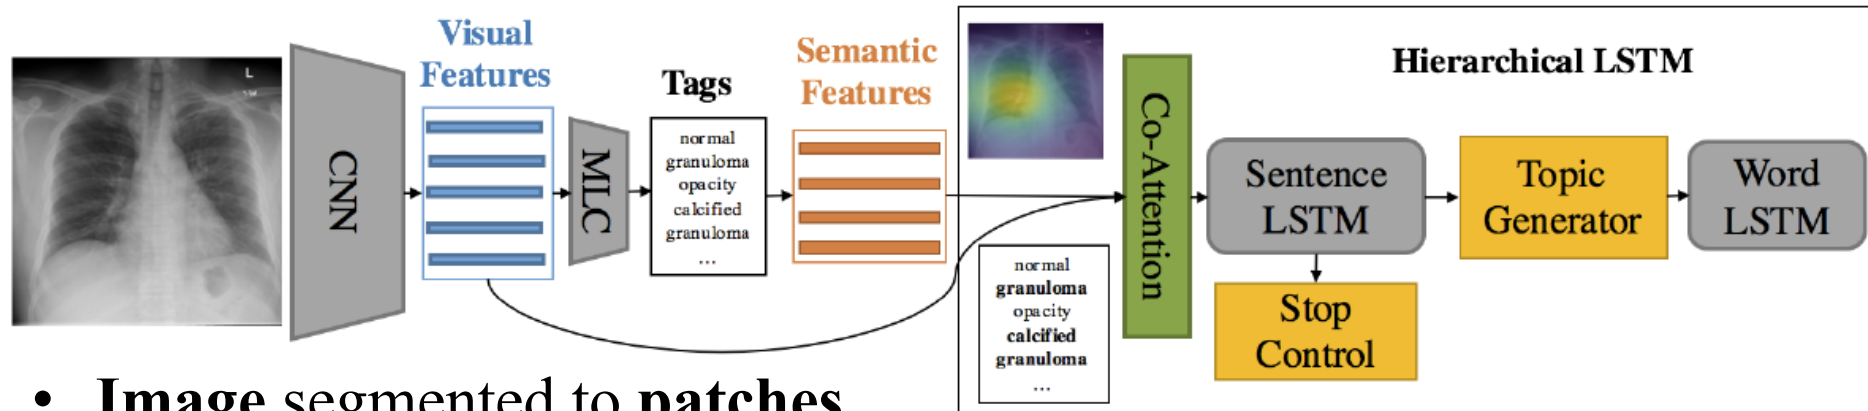 L
CNN
Visual
Features
MLC
Tags
normal
granuloma
opacity
calcified
granuloma
...
Semantic
Features
normal
granuloma
opacity
calcified
granuloma
...
Co-Attention
Hierarchical LSTM
Sentence
LSTM
Stop
Control
Topic
Generator
Word
LSTM
• Image segmented to patches